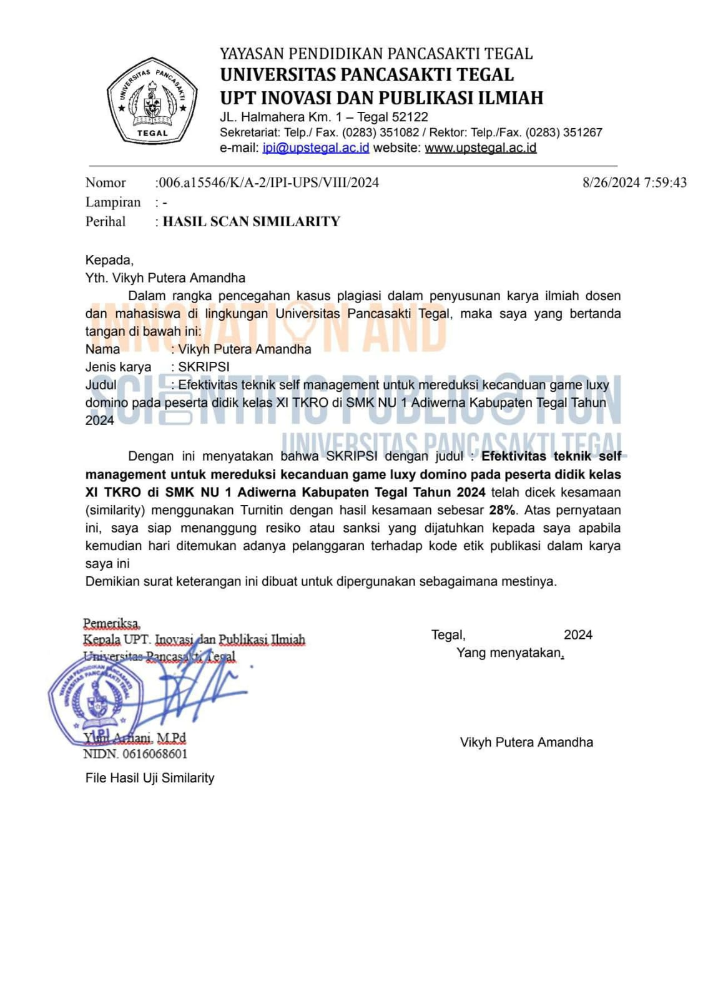 YAYASAN PENDIDIKAN PANCASAKTI TEGAL
UNIVERSITAS PANCASAKTI TEGAL
UPT INOVASI DAN PUBLIKASI ILMIAH
JL. Halmahera Km. 1 – Tegal 52122
Sekretariat: Telp./ Fax. (0283) 351082 / Rektor: Telp./Fax. (0283) 351267
e-mail: ipi@upstegal.ac.id website: www.upstegal.ac.id
UNIVERSITAS PANCASAKTI
TEGAL
Nomor :006.a15546/K/A-2/IPI-UPS/VIII/2024 8/26/2024 7:59:43
Lampiran : -
Perihal : HASIL SCAN SIMILARITY
Kepada,
Yth. Vikyh Putera Amandha
Dalam rangka pencegahan kasus plagiasi dalam penyusunan karya ilmiah dosen
dan mahasiswa di lingkungan Universitas Pancasakti Tegal, maka saya yang bertanda
tangan di bawah ini:
Nama : Vikyh Putera Amandha
Jenis karya : SKRIPSI
Judul : Efektivitas teknik self management untuk mereduksi kecanduan game luxy
domino pada peserta didik kelas XI TKRO di SMK NU 1 Adiwerna Kabupaten Tegal Tahun
2024
INNOVATION AND
SCIENTIFIC PUBLICATION
UNIVERSITAS PANCASAKTI TEGAL
Dengan ini menyatakan bahwa SKRIPSI dengan judul : Efektivitas teknik self
management untuk mereduksi kecanduan game luxy domino pada peserta didik kelas
XI TKRO di SMK NU 1 Adiwerna Kabupaten Tegal Tahun 2024 telah dicek kesamaan
(similarity) menggunakan Turnitin dengan hasil kesamaan sebesar 28%. Atas pernyataan
ini, saya siap menanggung resiko atau sanksi yang dijatuhkan kepada saya apabila
kemudian hari ditemukan adanya pelanggaran terhadap kode etik publikasi dalam karya
saya ini
Demikian surat keterangan ini dibuat untuk dipergunakan sebagaimana mestinya.
Pemeriksa,
Kepala UPT. Inovasi dan Publikasi Ilmiah
Universitas Pancasakti Tegal
YAYASAN PENDIDIKAN PANCASAKTI
UNIVERSITAS PANCASAKTI TEGAL
IPI
Yuni Arfiani, M.Pd
NIDN. 0616068601
Tegal, 2024
Yang menyatakan,
Vikyh Putera Amandha
File Hasil Uji Similarity